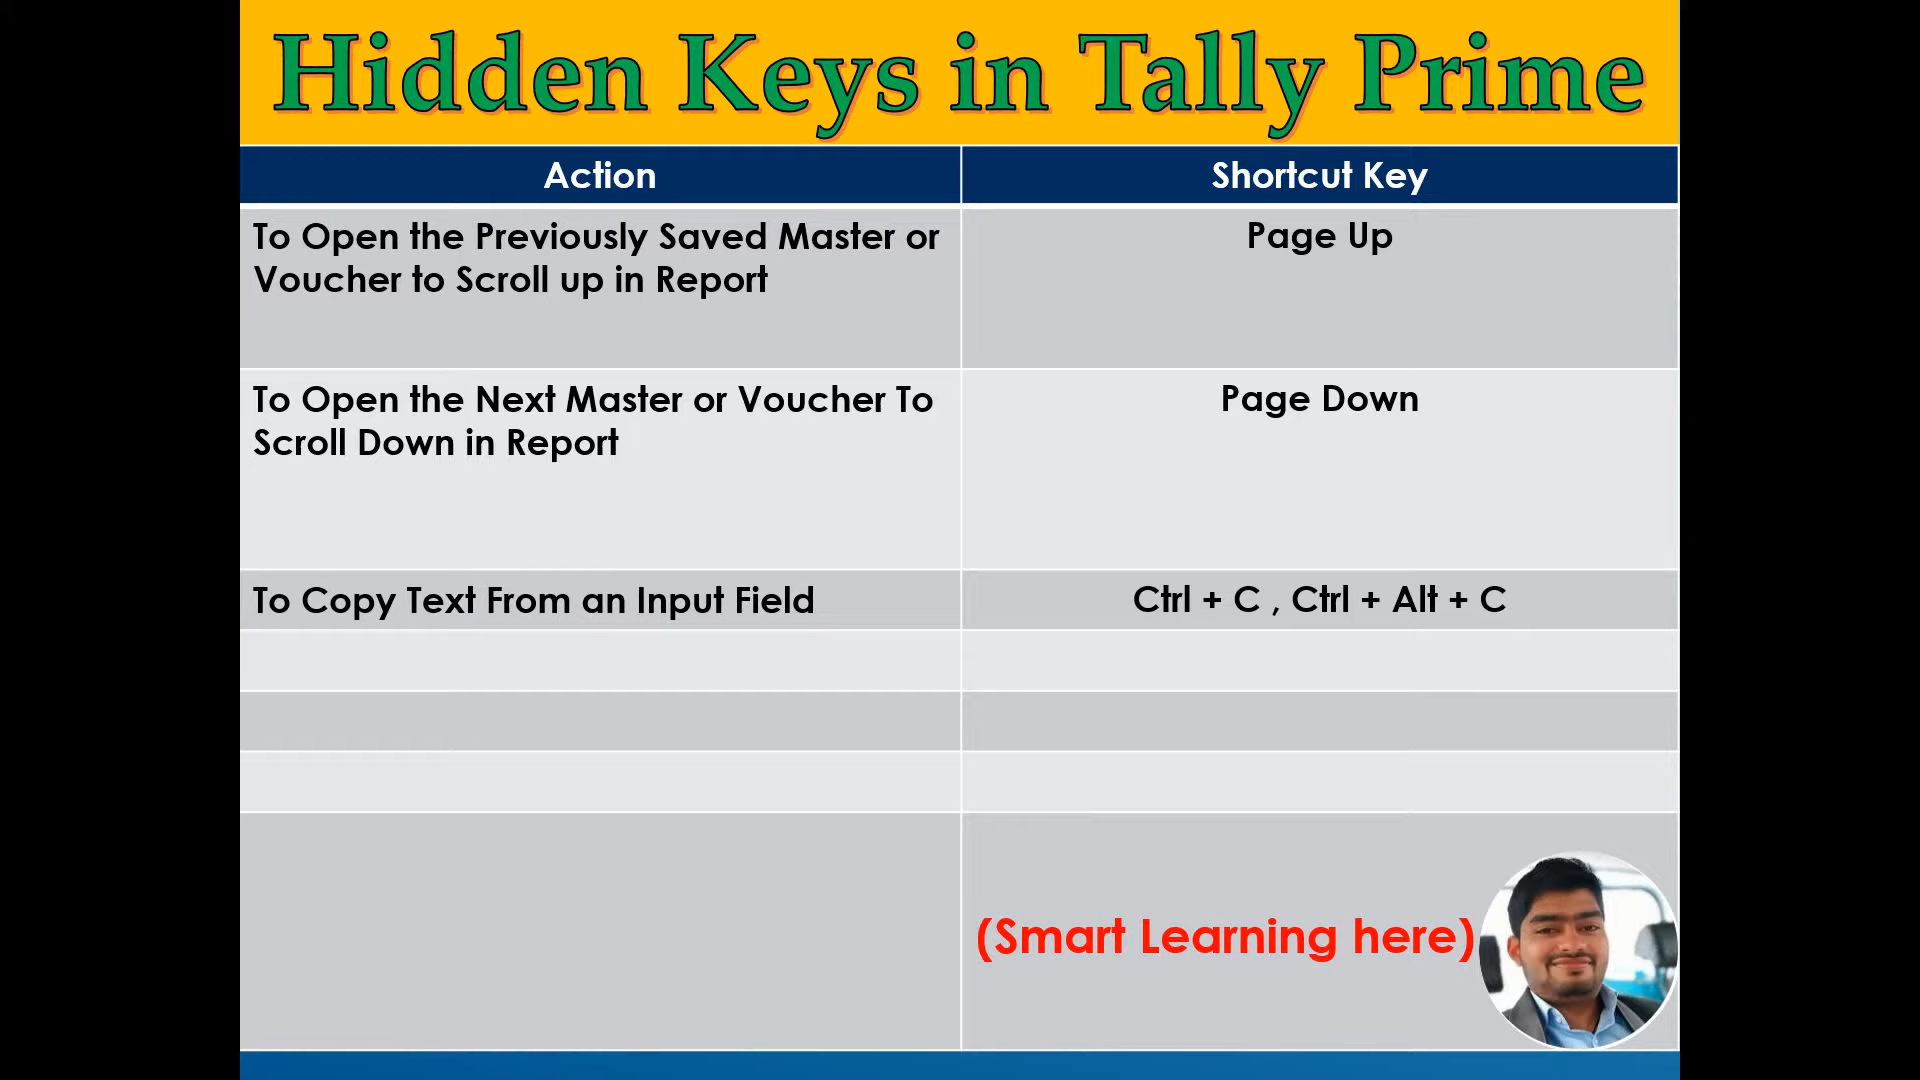 Hidden Keys in Tally Prime
Action
Shortcut Key
To Open the Previously Saved Master or
Voucher to Scroll up in Report
Page Up
To Open the Next Master or Voucher To
Scroll Down in Report
Page Down
To Copy Text From an Input Field
Ctrl + C , Ctrl + Alt + C
(Smart Learning here)